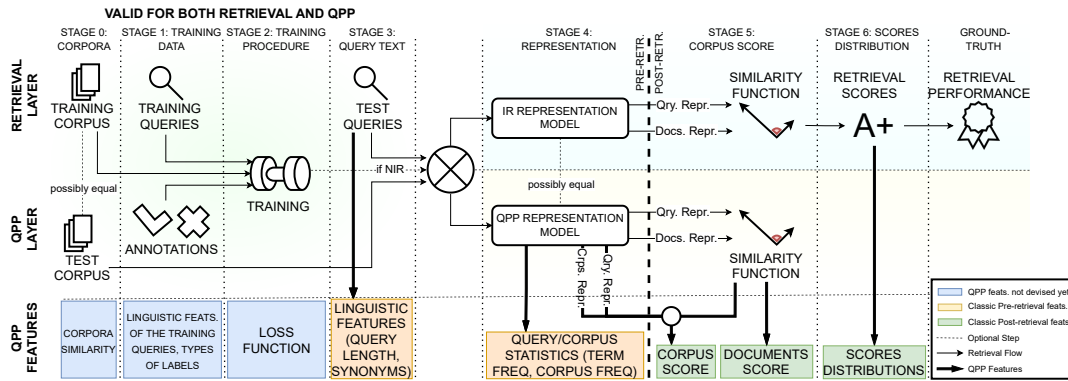 VALID FOR BOTH RETRIEVAL AND QPP
STAGE 0:
CORPORA
STAGE 1: TRAINING
DATA
STAGE 2: TRAINING
PROCEDURE
STAGE 3:
QUERY TEXT
STAGE 4:
REPRESENTATION
PRE-RETR.
POST-RETR.
STAGE 5:
CORPUS SCORE
STAGE 6: SCORES
DISTRIBUTION
GROUND-
TRUTH
RETRIEVAL
LAYER
TRAINING
CORPUS
TRAINING
QUERIES
TEST
QUERIES
IR REPRESENTATION
MODEL
Qry. Repr.
Docs. Repr.
SIMILARITY
FUNCTION
RETRIEVAL
SCORES
A+
RETRIEVAL
PERFORMANCE
possibly equal
if NIR
TRAINING
possibly equal
QPP
LAYER
TEST
CORPUS
ANNOTATIONS
QPP REPRESENTATION
MODEL
Qry. Repr.
Docs. Repr.
SIMILARITY
FUNCTION
Crps. Repr.
Qry. Repr.
QPP
FEATURES
CORPORA
SIMILARITY
LINGUISTIC FEATS.
OF THE TRAINING
QUERIES, TYPES
OF LABELS
LOSS
FUNCTION
LINGUISTIC
FEATURES
(QUERY
LENGTH,
SYNONYMS)
QUERY/CORPUS
STATISTICS (TERM
FREQ, CORPUS FREQ)
CORPUS
SCORE
DOCUMENTS
SCORE
SCORES
DISTRIBUTIONS
QPP feats. not devised yet
Classic Pre-retrieval feats.
Classic Post-retrieval feats
Optional Step
Retrieval Flow
QPP Features